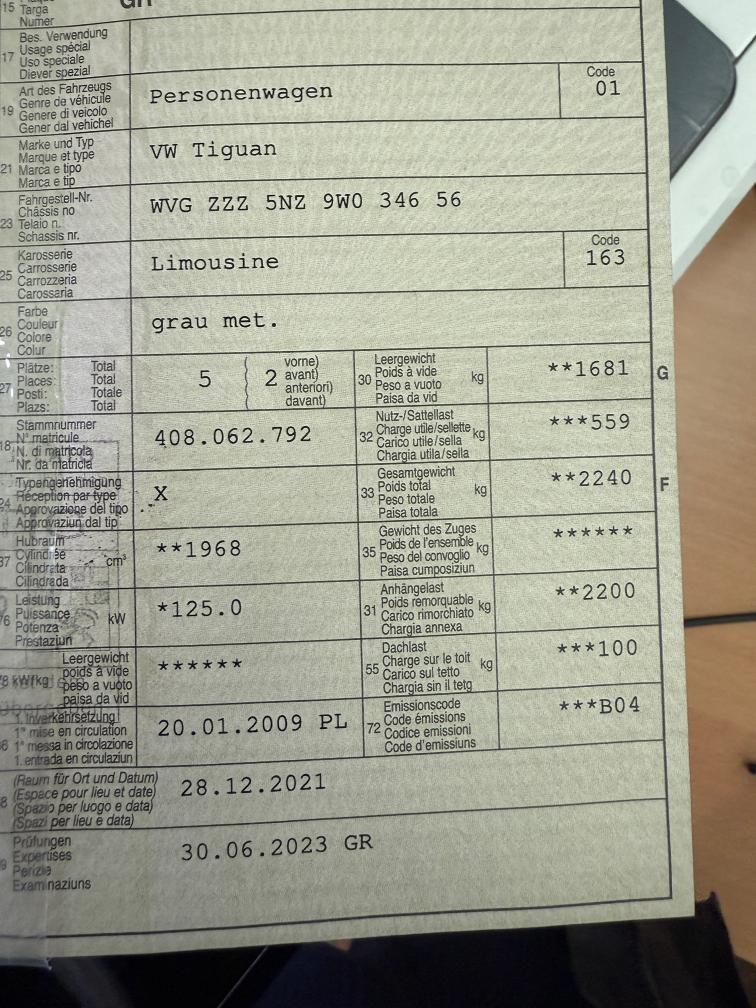 15 Targa
Numer
GR
17 Bes. Verwendung
Usage spécial
Uso speciale
Diever spezial
19 Art des Fahrzeugs
Genre de véhicule
Genere di veicolo
Gener dal vehichel
Personenwagen
Code
01
21 Marke und Typ
Marque et type
Marca e tipo
Marca e tip
VW Tiguan
23 Fahrgestell-Nr.
Châssis no
Telaio n.
Schassis nr.
WVG ZZZ 5NZ 9W0 346 56
25 Karosserie
Carrosserie
Carrozzeria
Carossaria
Limousine
Code
163
26 Farbe
Couleur
Colore
Colur
grau met.
27 Plätze: Total
Places: Total
Posti: Totale
Plazs: Total
5 ( 2 vorne)
avant)
anteriori)
davant)
30 Leergewicht
Poids à vide
Peso a vuoto
Paisa da vid
kg
**1681
G
18 Stammnummer
N° matricule
N. di matricola
Nr. da matricla
408.062.792
32 Nutz-/Sattellast
Charge utile/sellette
Carico utile/sella
Chargia utila/sella
kg
***559
24 Typengenehmigung
Réception par type
Approvazione del tipo
Approvaziun dal tip
X
33 Gesamtgewicht
Poids total
Peso totale
Paisa totala
kg
**2240
F
37 Hubraum
Cylindrée
Cilindrata
Cilindrada
cm³
**1968
35 Gewicht des Zuges
Poids de l'ensemble
Peso del convoglio
Paisa cumposiziun
kg
******
76 Leistung
Puissance
Potenza
Prestaziun
kW
*125.0
31 Anhängelast
Poids remorquable
Carico rimorchiato
Chargia annexa
kg
**2200
78 kW/kg Leergewicht
poids à vide
peso a vuoto
paisa da vid
******
55 Dachlast
Charge sur le toit
Carico sul tetto
Chargia sin il tetg
kg
***100
36 1. Inverkehrsetzung
1re mise en circulation
1a messa in circolazione
1. entrada en circulaziun
20.01.2009 PL
72 Emissionscode
Code émissions
Codice emissioni
Code d'emissiuns
***B04
8 (Raum für Ort und Datum)
(Espace pour lieu et date)
(Spazio per luogo e data)
(Spazi per lieu e data)
28.12.2021
9 Prüfungen
Expertises
Perizia
Examinaziuns
30.06.2023 GR